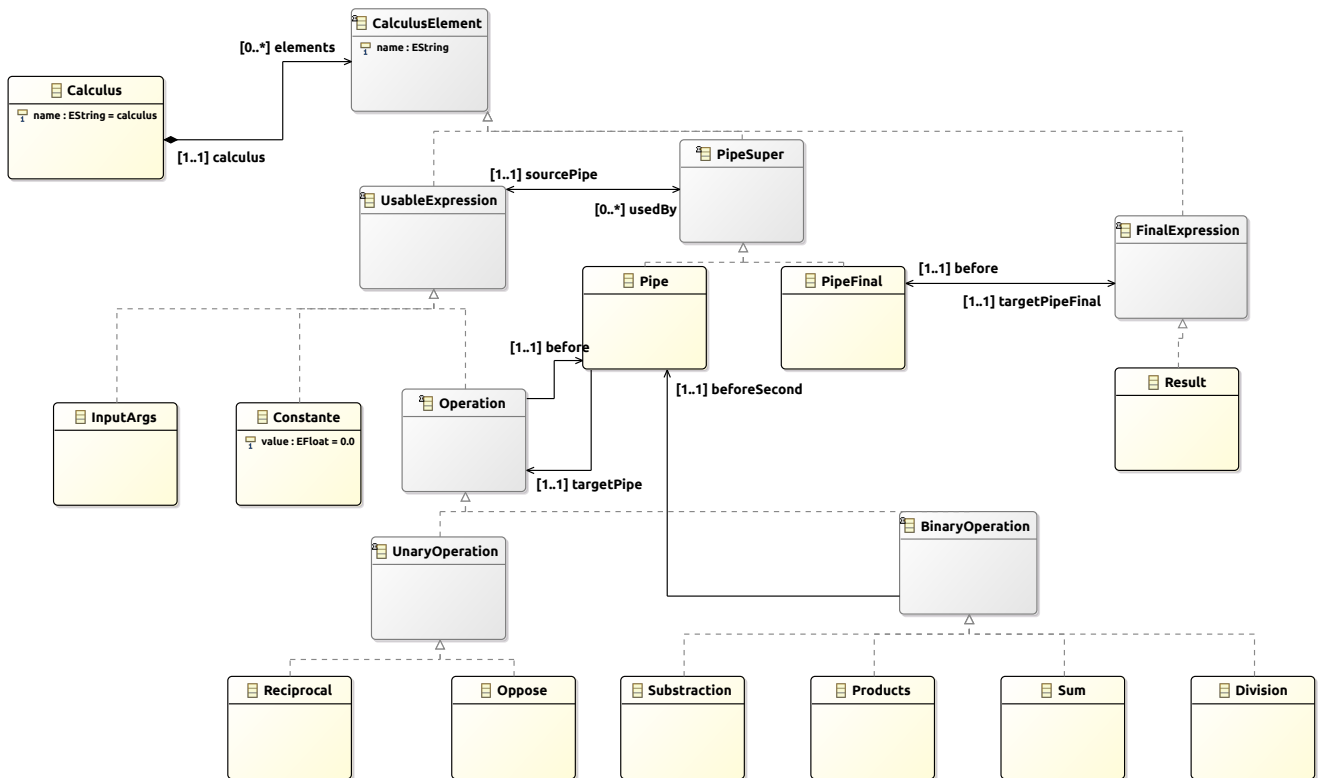 CalculusElement
name : EString
[0..*] elements
Calculus
name : EString = calculus
[1..1] calculus
PipeSuper
[1..1] sourcePipe
[0..*] usedBy
UsableExpression
FinalExpression
Pipe
PipeFinal
[1..1] before
[1..1] targetPipeFinal
[1..1] before
[1..1] beforeSecond
Result
InputArgs
Constante
value : EFloat = 0.0
Operation
[1..1] targetPipe
BinaryOperation
UnaryOperation
Reciprocal
Oppose
Substraction
Products
Sum
Division